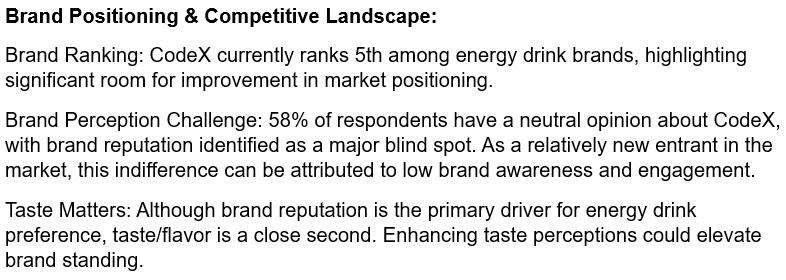 Brand Positioning & Competitive Landscape:
Brand Ranking: CodeX currently ranks 5th among energy drink brands, highlighting
significant room for improvement in market positioning.
Brand Perception Challenge: 58% of respondents have a neutral opinion about CodeX,
with brand reputation identified as a major blind spot. As a relatively new entrant in the
market, this indifference can be attributed to low brand awareness and engagement.
Taste Matters: Although brand reputation is the primary driver for energy drink
preference, taste/flavor is a close second. Enhancing taste perceptions could elevate
brand standing.